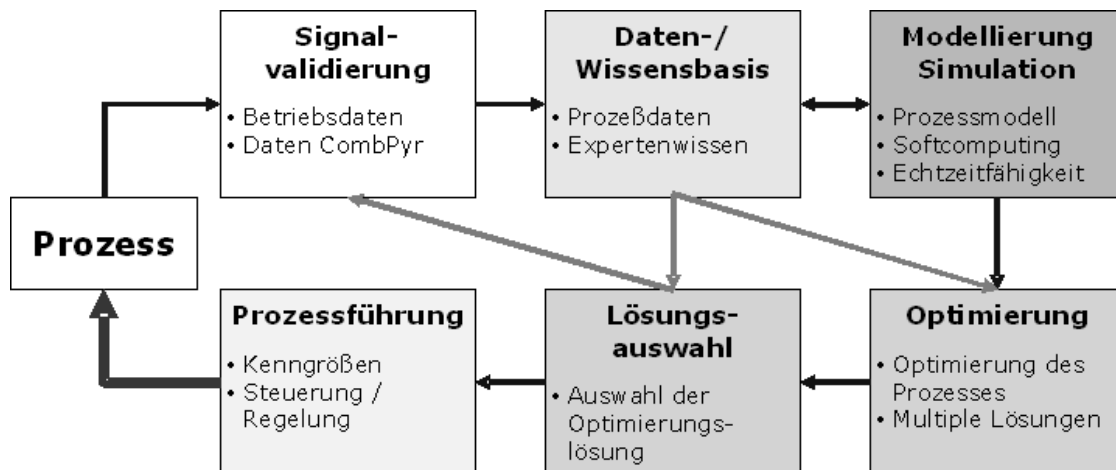 Signal-
validierung
• Betriebsdaten
• Daten CombPyr
Daten-/
Wissensbasis
• Prozeßdaten
• Expertenwissen
Modellierung
Simulation
• Prozessmodell
• Softcomputing
• Echtzeitfähigkeit
Prozess
Prozessführung
• Kenngrößen
• Steuerung /
Regelung
Lösungs-
auswahl
• Auswahl der
Optimierungs-
lösung
Optimierung
• Optimierung des
Prozesses
• Multiple Lösungen